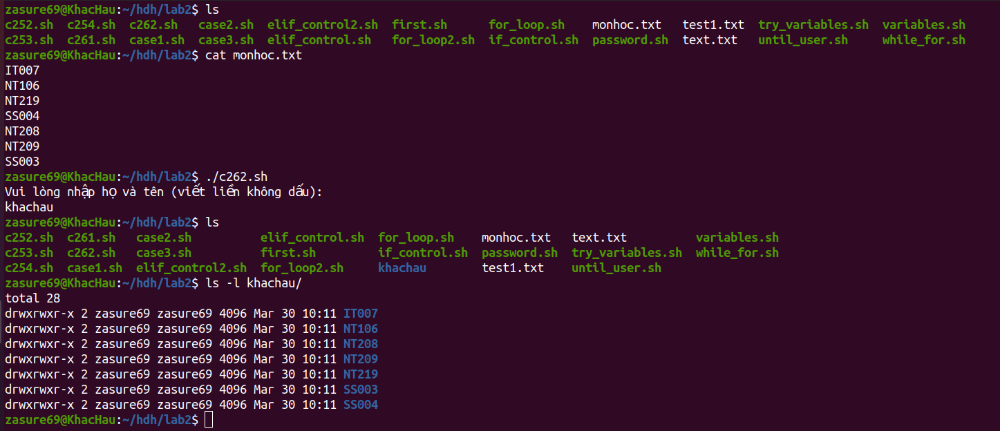 zasure69@KhacHau:~/hdh/lab2$ ls
c252.sh  c254.sh  c262.sh   case2.sh  elif_control2.sh  first.sh      for_loop.sh    monhoc.txt   test1.txt  try_variables.sh  variables.sh
c253.sh  c261.sh  case1.sh  case3.sh  elif_control.sh   for_loop2.sh  if_control.sh  password.sh  text.txt   until_user.sh     while_for.sh
zasure69@KhacHau:~/hdh/lab2$ cat monhoc.txt
IT007
NT106
NT219
SS004
NT208
NT209
SS003
zasure69@KhacHau:~/hdh/lab2$ ./c262.sh
Vui lòng nhập họ và tên (viết liền không dấu):
khachau
zasure69@KhacHau:~/hdh/lab2$ ls
c252.sh  c261.sh   case2.sh          elif_control.sh  for_loop.sh    monhoc.txt   text.txt          variables.sh
c253.sh  c262.sh   case3.sh          first.sh         if_control.sh  password.sh  try_variables.sh  while_for.sh
c254.sh  case1.sh  elif_control2.sh  for_loop2.sh     khachau        test1.txt    until_user.sh
zasure69@KhacHau:~/hdh/lab2$ ls -l khachau/
total 28
drwxrwxr-x 2 zasure69 zasure69 4096 Mar 30 10:11 IT007
drwxrwxr-x 2 zasure69 zasure69 4096 Mar 30 10:11 NT106
drwxrwxr-x 2 zasure69 zasure69 4096 Mar 30 10:11 NT208
drwxrwxr-x 2 zasure69 zasure69 4096 Mar 30 10:11 NT209
drwxrwxr-x 2 zasure69 zasure69 4096 Mar 30 10:11 NT219
drwxrwxr-x 2 zasure69 zasure69 4096 Mar 30 10:11 SS003
drwxrwxr-x 2 zasure69 zasure69 4096 Mar 30 10:11 SS004
zasure69@KhacHau:~/hdh/lab2$